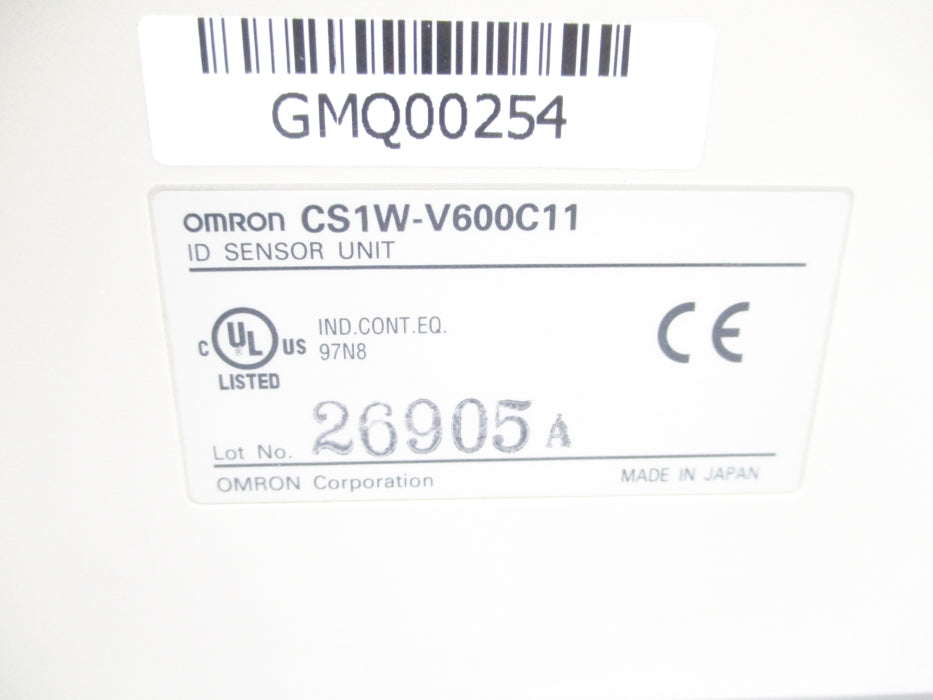 GMQ00254
OMRON CS1W-V600C11
ID SENSOR UNIT
C UL ® US IND.CONT.EQ.
97N8
LISTED
CE
Lot No. 26905 A
OMRON Corporation MADE IN JAPAN